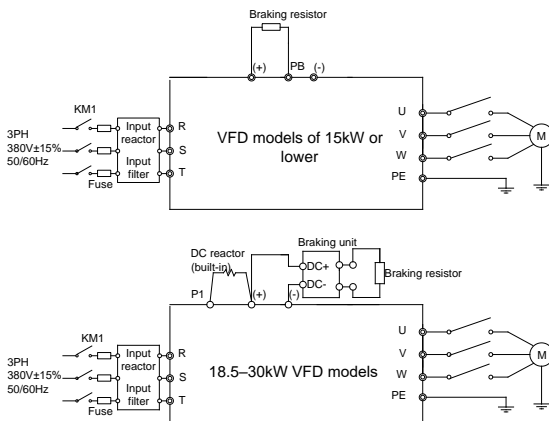 Braking resistor
(+)
PB
(-)
KM1
3PH
380V±15%
50/60Hz
Fuse
Input
reactor
Input
filter
R
S
T
VFD models of 15kW or
lower
U
V
W
PE
M
DC reactor
(built-in)
Braking unit
DC+
DC-
Braking resistor
P1
(+)
(-)
KM1
3PH
380V±15%
50/60Hz
Fuse
Input
reactor
Input
filter
R
S
T
18.5–30kW VFD models
U
V
W
PE
M